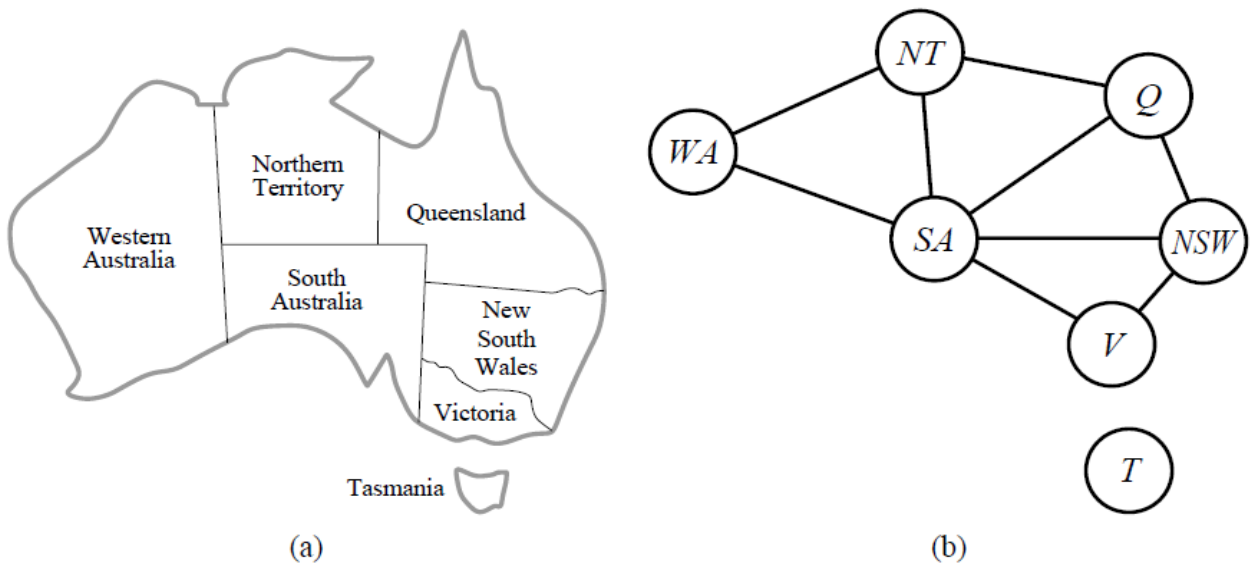 Northern
Territory
Western
Australia
Queensland
South
Australia
New
South
Wales
Victoria
Tasmania
(a)
NT
Q
WA
SA
NSW
V
T
(b)